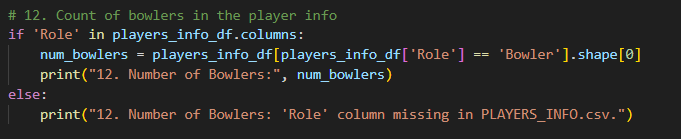 # 12. Count of bowlers in the player info
if 'Role' in players_info_df.columns:
    num_bowlers = players_info_df[players_info_df['Role'] == 'Bowler'].shape[0]
    print("12. Number of Bowlers:", num_bowlers)
else:
    print("12. Number of Bowlers: 'Role' column missing in PLAYERS_INFO.csv.")